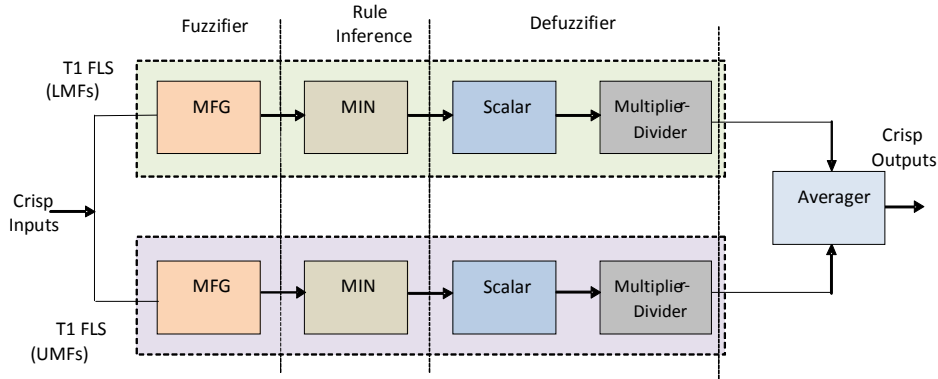 Fuzzifier
Rule
Inference
Defuzzifier
T1 FLS
(LMFs)
MFG
MIN
Scalar
Multiplier-
Divider
Crisp
Inputs
Averager
Crisp
Outputs
MFG
MIN
Scalar
Multiplier-
Divider
T1 FLS
(UMFs)